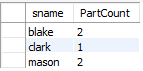 sname PartCount
blake 2
clark 1
mason 2